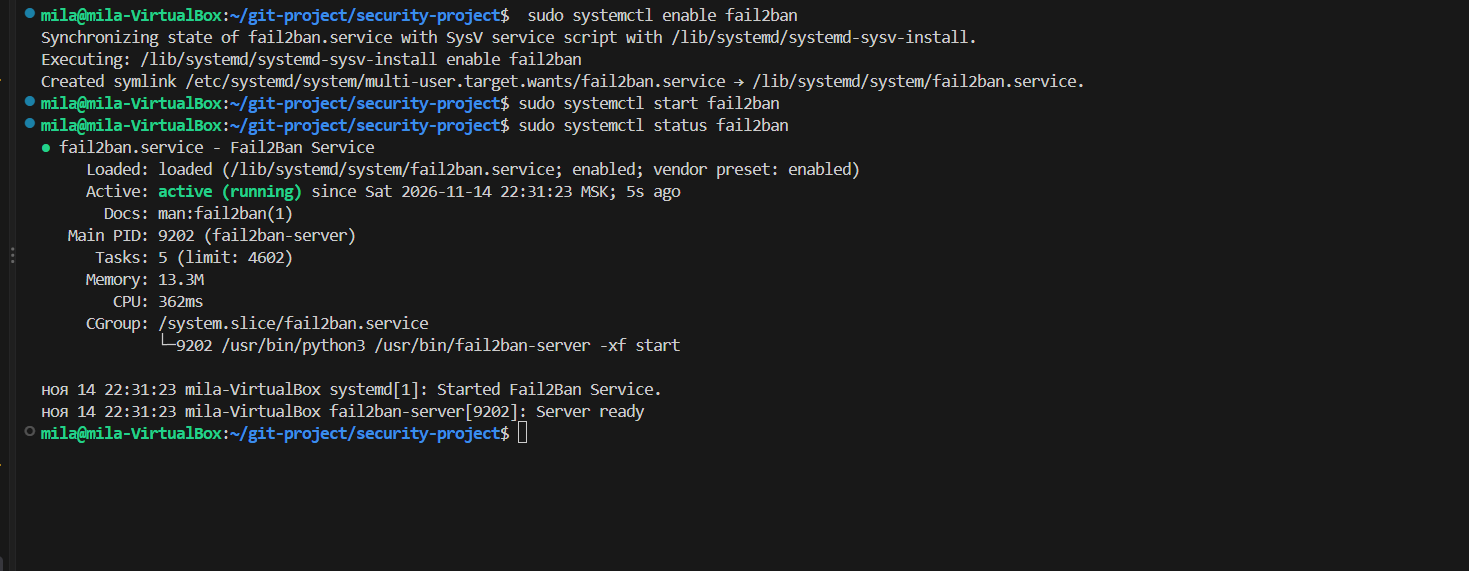 mila@mila-VirtualBox:~/git-project/security-project$  sudo systemctl enable fail2ban
Synchronizing state of fail2ban.service with SysV service script with /lib/systemd/systemd-sysv-install.
Executing: /lib/systemd/systemd-sysv-install enable fail2ban
Created symlink /etc/systemd/system/multi-user.target.wants/fail2ban.service → /lib/systemd/system/fail2ban.service.
mila@mila-VirtualBox:~/git-project/security-project$ sudo systemctl start fail2ban
mila@mila-VirtualBox:~/git-project/security-project$ sudo systemctl status fail2ban
● fail2ban.service - Fail2Ban Service
     Loaded: loaded (/lib/systemd/system/fail2ban.service; enabled; vendor preset: enabled)
     Active: active (running) since Sat 2026-11-14 22:31:23 MSK; 5s ago
       Docs: man:fail2ban(1)
   Main PID: 9202 (fail2ban-server)
      Tasks: 5 (limit: 4602)
     Memory: 13.3M
        CPU: 362ms
     CGroup: /system.slice/fail2ban.service
             └─9202 /usr/bin/python3 /usr/bin/fail2ban-server -xf start
ноя 14 22:31:23 mila-VirtualBox systemd[1]: Started Fail2Ban Service.
ноя 14 22:31:23 mila-VirtualBox fail2ban-server[9202]: Server ready
mila@mila-VirtualBox:~/git-project/security-project$